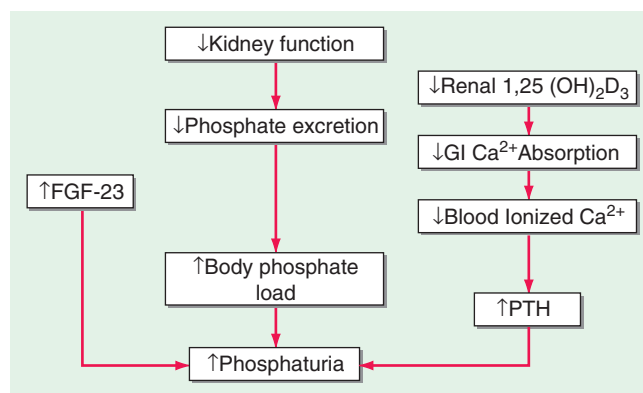 ↓Kidney function
↓Phosphate excretion
↑FGF-23
↑Body phosphate
load
↑Phosphaturia
↓Renal 1,25 (OH)₂D₃
↓GI Ca²⁺Absorption
↓Blood Ionized Ca²⁺
↑PTH